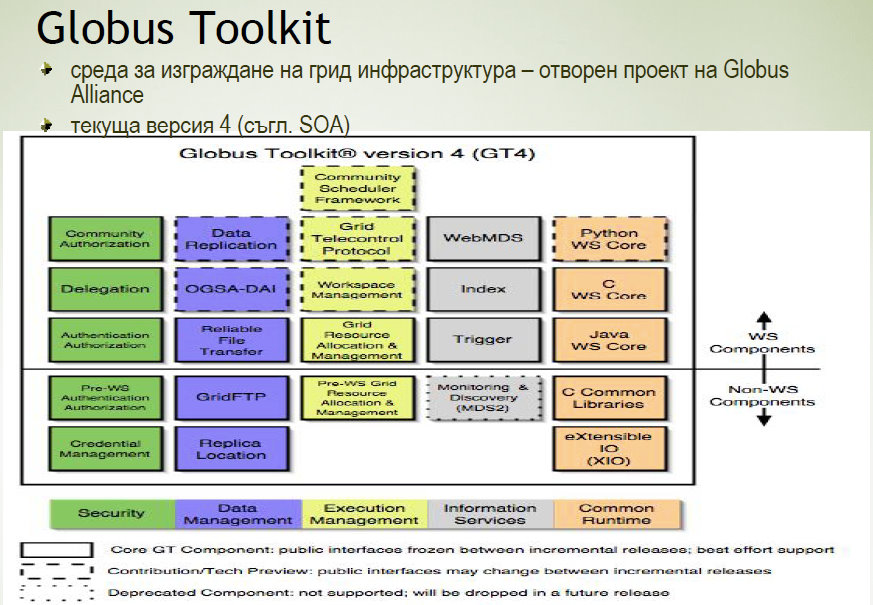 Globus Toolkit
среда за изграждане на грид инфраструктура – отворен проект на Globus
Alliance
текуща версия 4 (съгл. SOA)
Globus Toolkit® version 4 (GT4)
Community
Scheduler
Framework
Community
Authorization
Data
Replication
Grid
Telecontrol
Protocol
WebMDS
Python
WS Core
Delegation
OGSA-DAI
Workspace
Management
Index
C
WS Core
Authentication
Authorization
Reliable
File
Transfer
Grid
Resource
Allocation &
Management
Trigger
Java
WS Core
WS
Components
Pre-WS
Authentication
Authorization
GridFTP
Pre-WS Grid
Resource
Allocation &
Management
Monitoring &
Discovery
(MDS2)
C Common
Libraries
Non-WS
Components
Credential
Management
Replica
Location
eXtensible
IO
(XIO)
Security
Data
Management
Execution
Management
Information
Services
Common
Runtime
Core GT Component: public interfaces frozen between incremental releases; best effort support
Contribution/Tech Preview: public interfaces may change between incremental releases
Deprecated Component: not supported; will be dropped in a future release